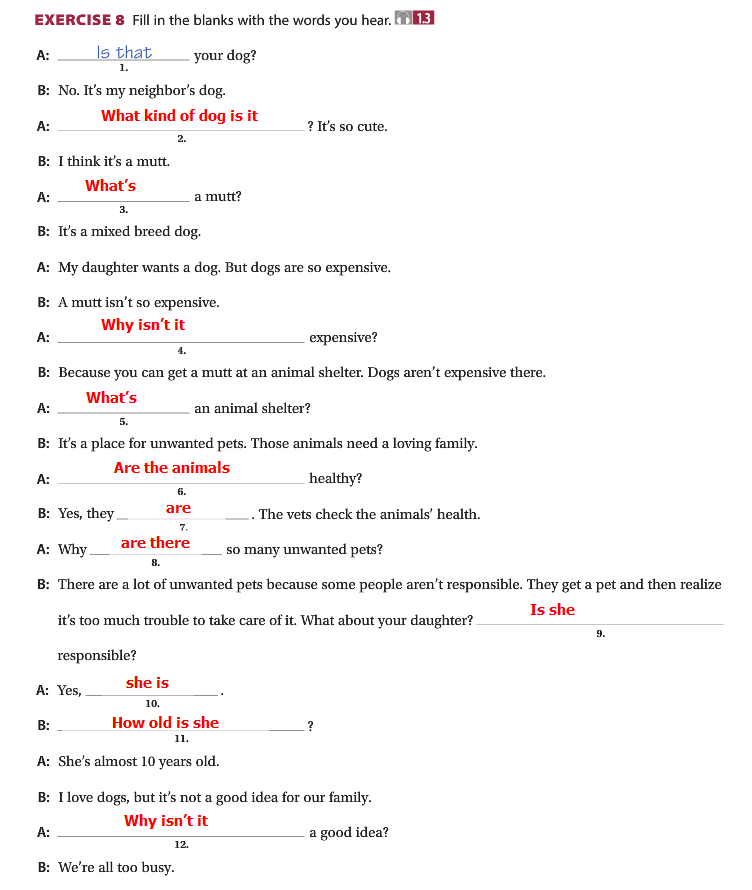 EXERCISE 8 Fill in the blanks with the words you hear. 1.3
A: Is that your dog?
1.
B: No. It's my neighbor's dog.
A: What kind of dog is it ? It's so cute.
2.
B: I think it's a mutt.
A: What's a mutt?
3.
B: It's a mixed breed dog.
A: My daughter wants a dog. But dogs are so expensive.
B: A mutt isn't so expensive.
A: Why isn't it expensive?
4.
B: Because you can get a mutt at an animal shelter. Dogs aren't expensive there.
A: What's an animal shelter?
5.
B: It's a place for unwanted pets. Those animals need a loving family.
A: Are the animals healthy?
6.
B: Yes, they are . The vets check the animals' health.
7.
A: Why are there so many unwanted pets?
8.
B: There are a lot of unwanted pets because some people aren't responsible. They get a pet and then realize
it's too much trouble to take care of it. What about your daughter? Is she
9.
responsible?
A: Yes, she is .
10.
B: How old is she ?
11.
A: She's almost 10 years old.
B: I love dogs, but it's not a good idea for our family.
A: Why isn't it a good idea?
12.
B: We're all too busy.